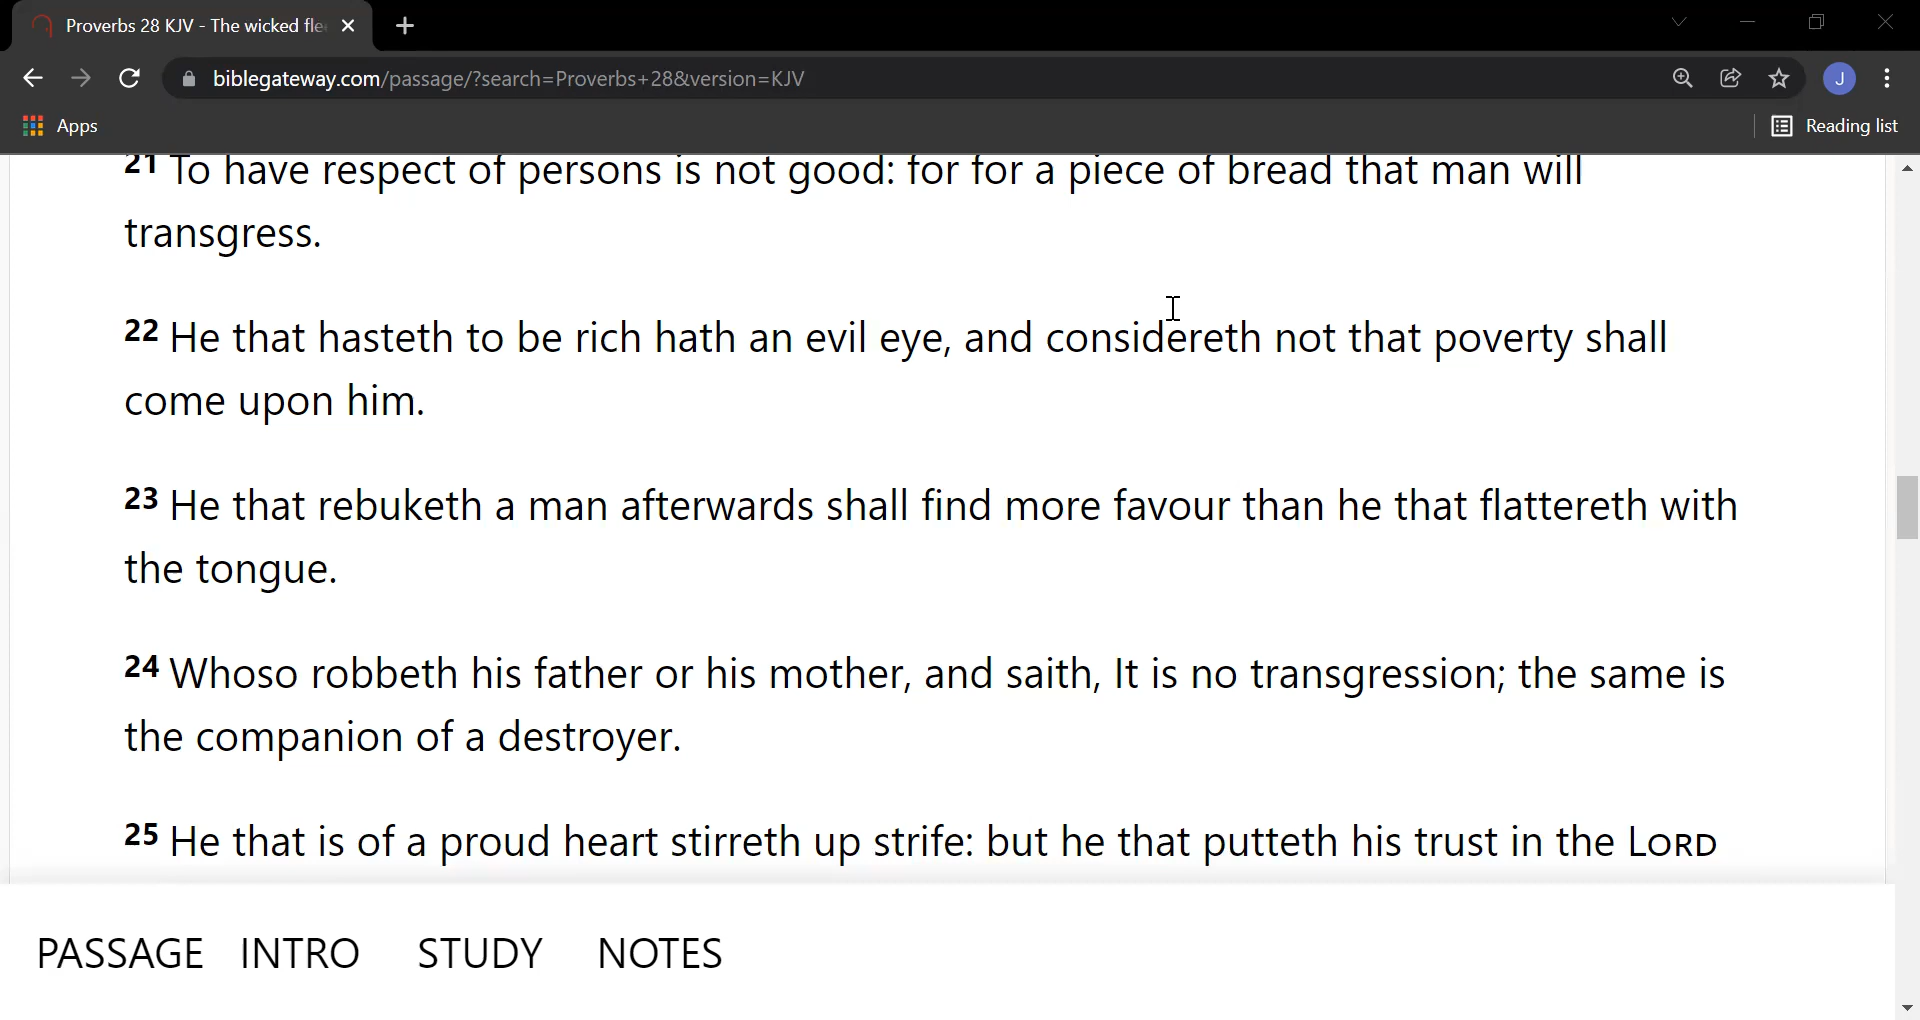 Proverbs 28 KJV - The wicked fle
biblegateway.com/passage/?search=Proverbs+28&version=KJV
J
Apps
Reading list
21 To have respect of persons is not good: for for a piece of bread that man will
transgress.
22 He that hasteth to be rich hath an evil eye, and considereth not that poverty shall
come upon him.
23 He that rebuketh a man afterwards shall find more favour than he that flattereth with
the tongue.
24 Whoso robbeth his father or his mother, and saith, It is no transgression; the same is
the companion of a destroyer.
25 He that is of a proud heart stirreth up strife: but he that putteth his trust in the LORD
PASSAGE INTRO STUDY NOTES